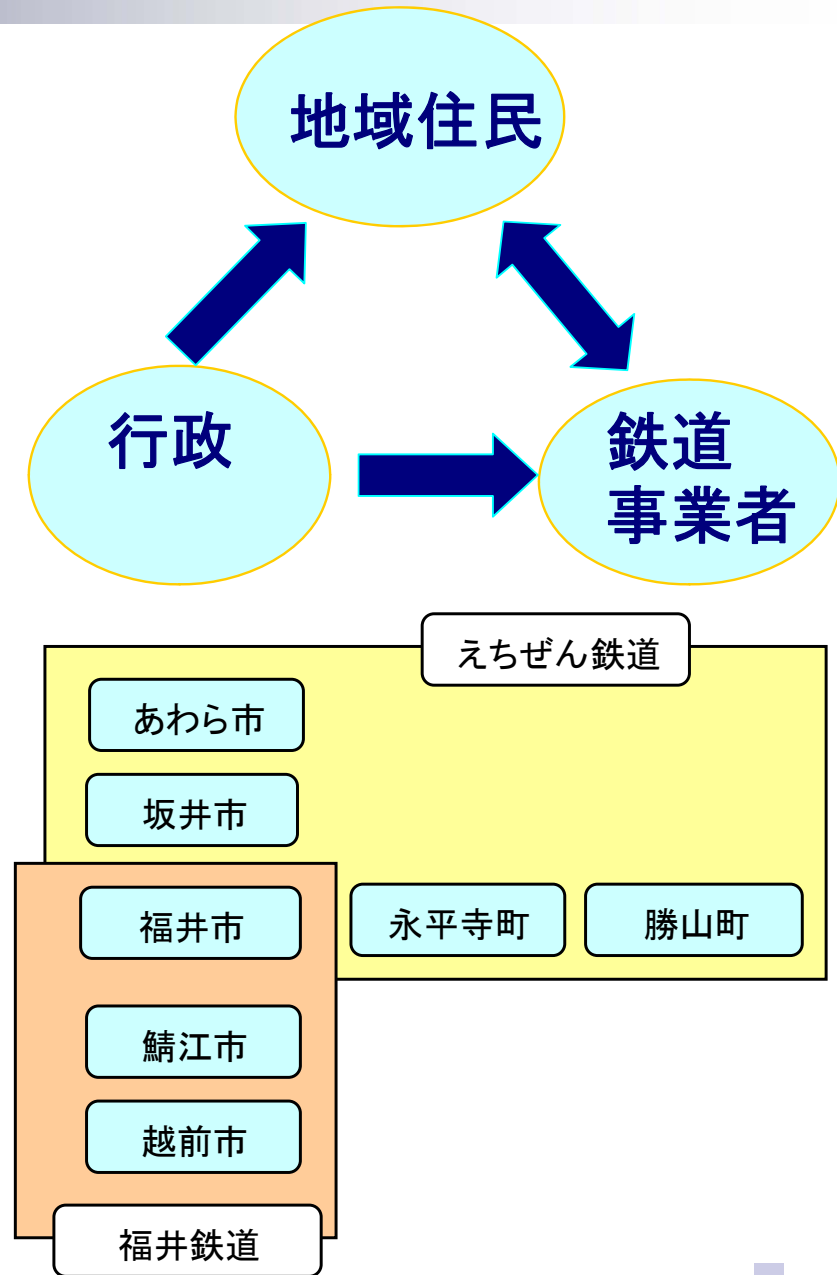 地域住民
行政
鉄道
事業者
えちぜん鉄道
あわら市
坂井市
福井市
永平寺町
勝山町
鯖江市
越前市
福井鉄道